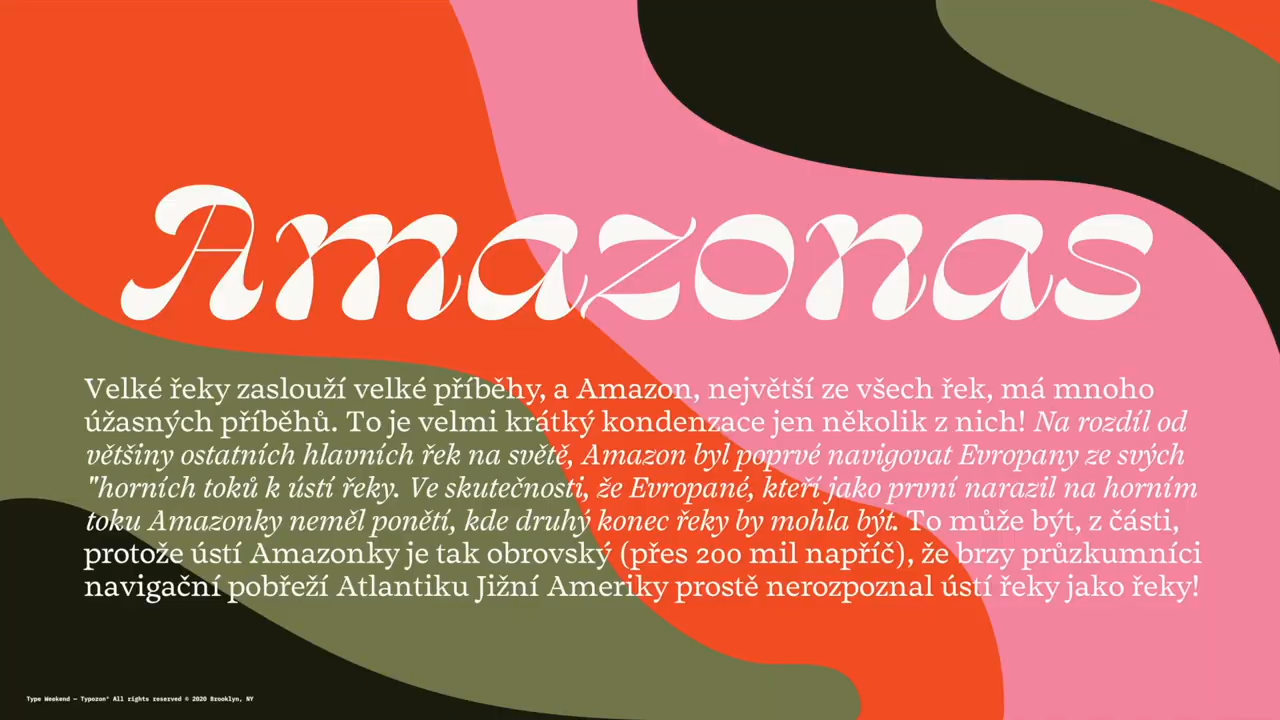 Amazonas
Velké řeky zaslouží velké příběhy, a Amazon, největší ze všech řek, má mnoho
úžasných příběhů. To je velmi krátký kondenzace jen několik z nich! Na rozdíl od
většiny ostatních hlavních řek na světě, Amazon byl poprvé navigovat Evropany ze svých
"horních toků k ústí řeky. Ve skutečnosti, že Evropané, kteří jako první narazil na horním
toku Amazonky neměl ponětí, kde druhý konec řeky by mohla být. To může být, z části,
protože ústí Amazonky je tak obrovský (přes 200 mil napříč), že brzy průzkumníci
navigační pobřeží Atlantiku Jižní Ameriky prostě nerozpoznal ústí řeky jako řeky!
Type Weekend — Typozon® All rights reserved © 2020 Brooklyn, NY